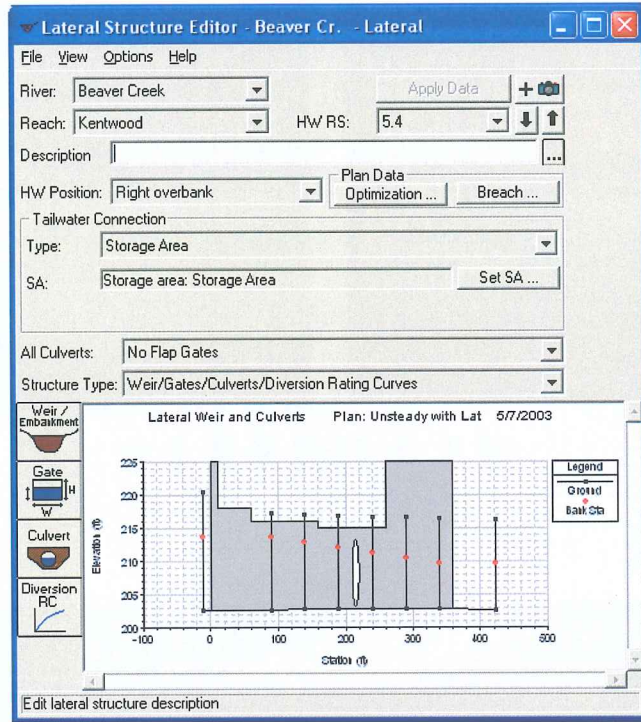 Lateral Structure Editor - Beaver Cr. - Lateral
File View Options Help
River: Beaver Creek Apply Data
Reach: Kentwood HW RS: 5.4
Description ...
HW Position: Right overbank Plan Data Optimization ... Breach ...
Tailwater Connection
Type: Storage Area
SA: Storage area: Storage Area Set SA ...
All Culverts: No Flap Gates
Structure Type: Weir/Gates/Culverts/Diversion Rating Curves
Weir / Embankment
Gate
H
W
Culvert
Diversion RC
Lateral Weir and Culverts Plan: Unsteady with Lat 5/7/2003
225
220
215
210
205
200
Elevation (ft)
-100 0 100 200 300 400 500
Station (ft)
Legend
Ground
Bank Sta
Edit lateral structure description